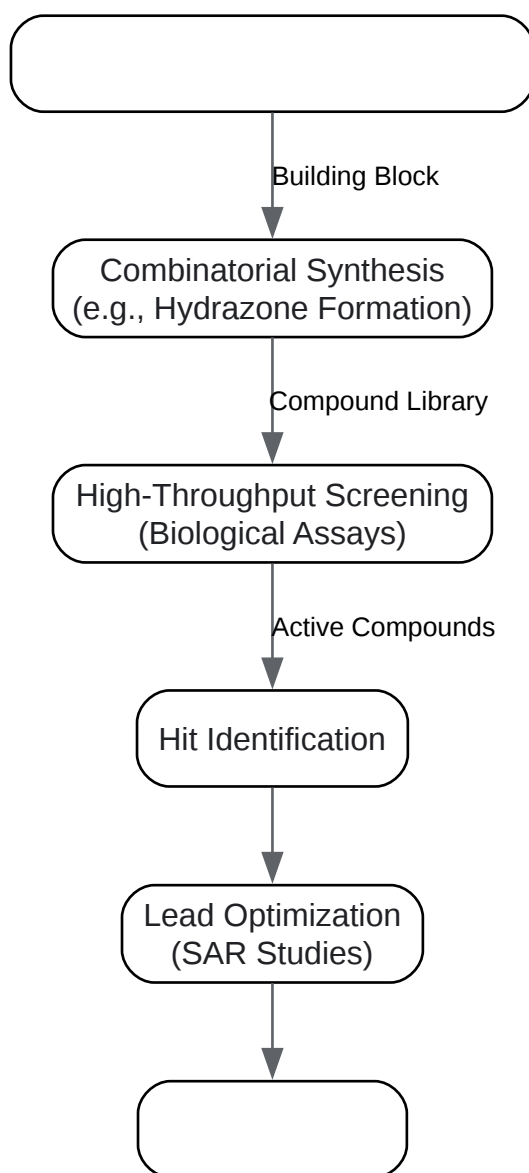 Building Block
Combinatorial Synthesis
(e.g., Hydrazone Formation)
Compound Library
High-Throughput Screening
(Biological Assays)
Active Compounds
Hit Identification
Lead Optimization
(SAR Studies)